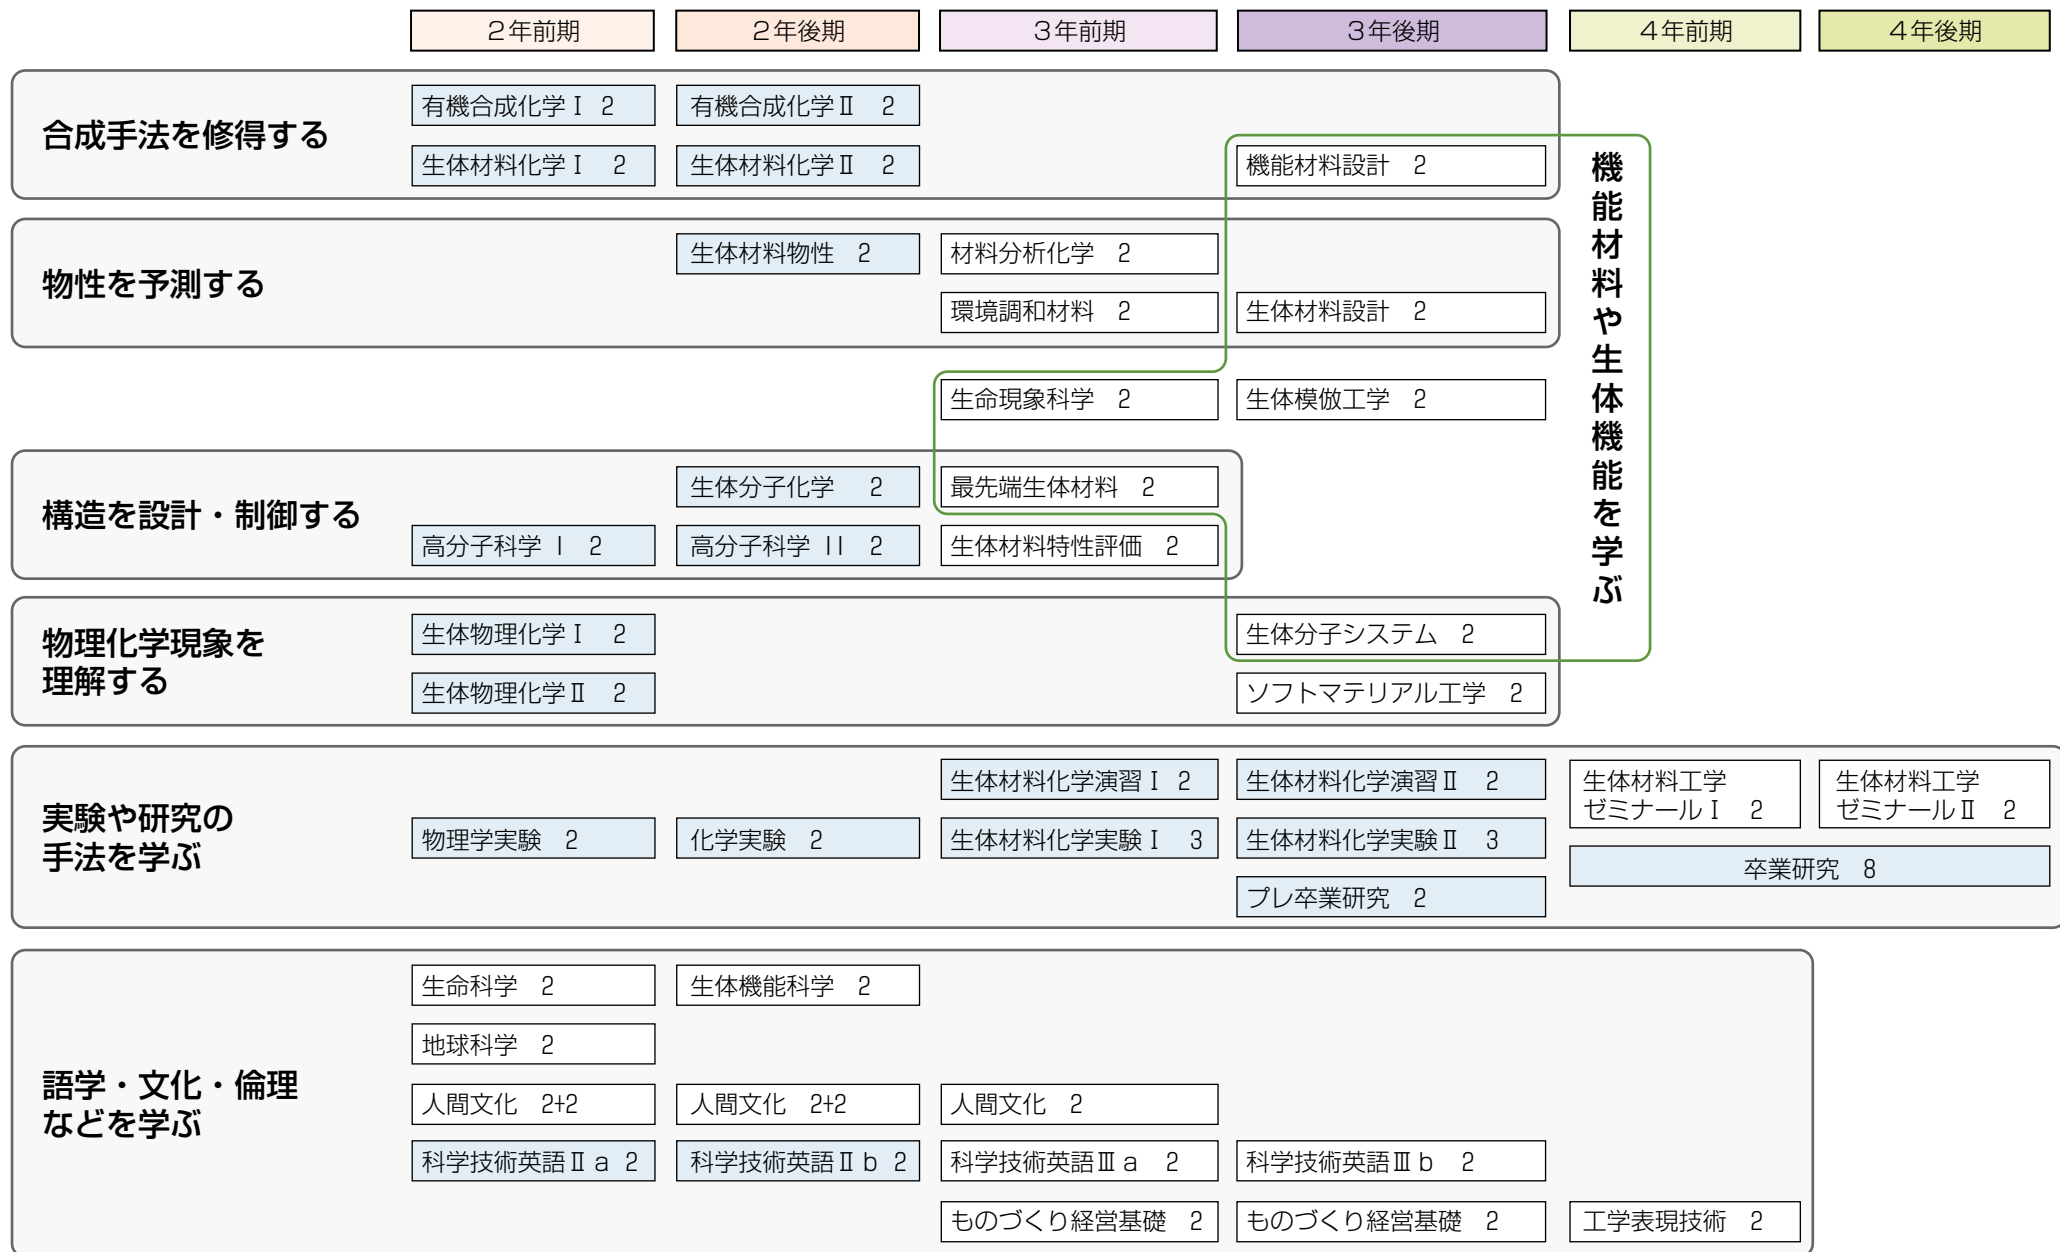 ２年前期 ２年後期 ３年前期 ３年後期 ４年前期 ４年後期
合成手法を修得する
有機合成化学Ⅰ 2 有機合成化学Ⅱ 2
生体材料化学Ⅰ 2 生体材料化学Ⅱ 2 機能材料設計 2
機能材料や生体機能を学ぶ
物性を予測する
生体材料物性 2 材料分析化学 2
環境調和材料 2 生体材料設計 2
生命現象科学 2 生体模倣工学 2
構造を設計・制御する
生体分子化学 2 最先端生体材料 2
高分子科学 I 2 高分子科学 II 2 生体材料特性評価 2
物理化学現象を
理解する
生体物理化学Ⅰ 2 生体分子システム 2
生体物理化学Ⅱ 2 ソフトマテリアル工学 2
実験や研究の
手法を学ぶ
生体材料化学演習Ⅰ 2 生体材料化学演習Ⅱ 2
生体材料工学
ゼミナールⅠ 2
生体材料工学
ゼミナールⅡ 2
物理学実験 2 化学実験 2 生体材料化学実験Ⅰ 3 生体材料化学実験Ⅱ 3
卒業研究 8
プレ卒業研究 2
語学・文化・倫理
などを学ぶ
生命科学 2 生体機能科学 2
地球科学 2
人間文化 2+2 人間文化 2+2 人間文化 2
科学技術英語Ⅱa 2 科学技術英語Ⅱb 2 科学技術英語Ⅲa 2 科学技術英語Ⅲb 2
ものづくり経営基礎 2 ものづくり経営基礎 2 工学表現技術 2